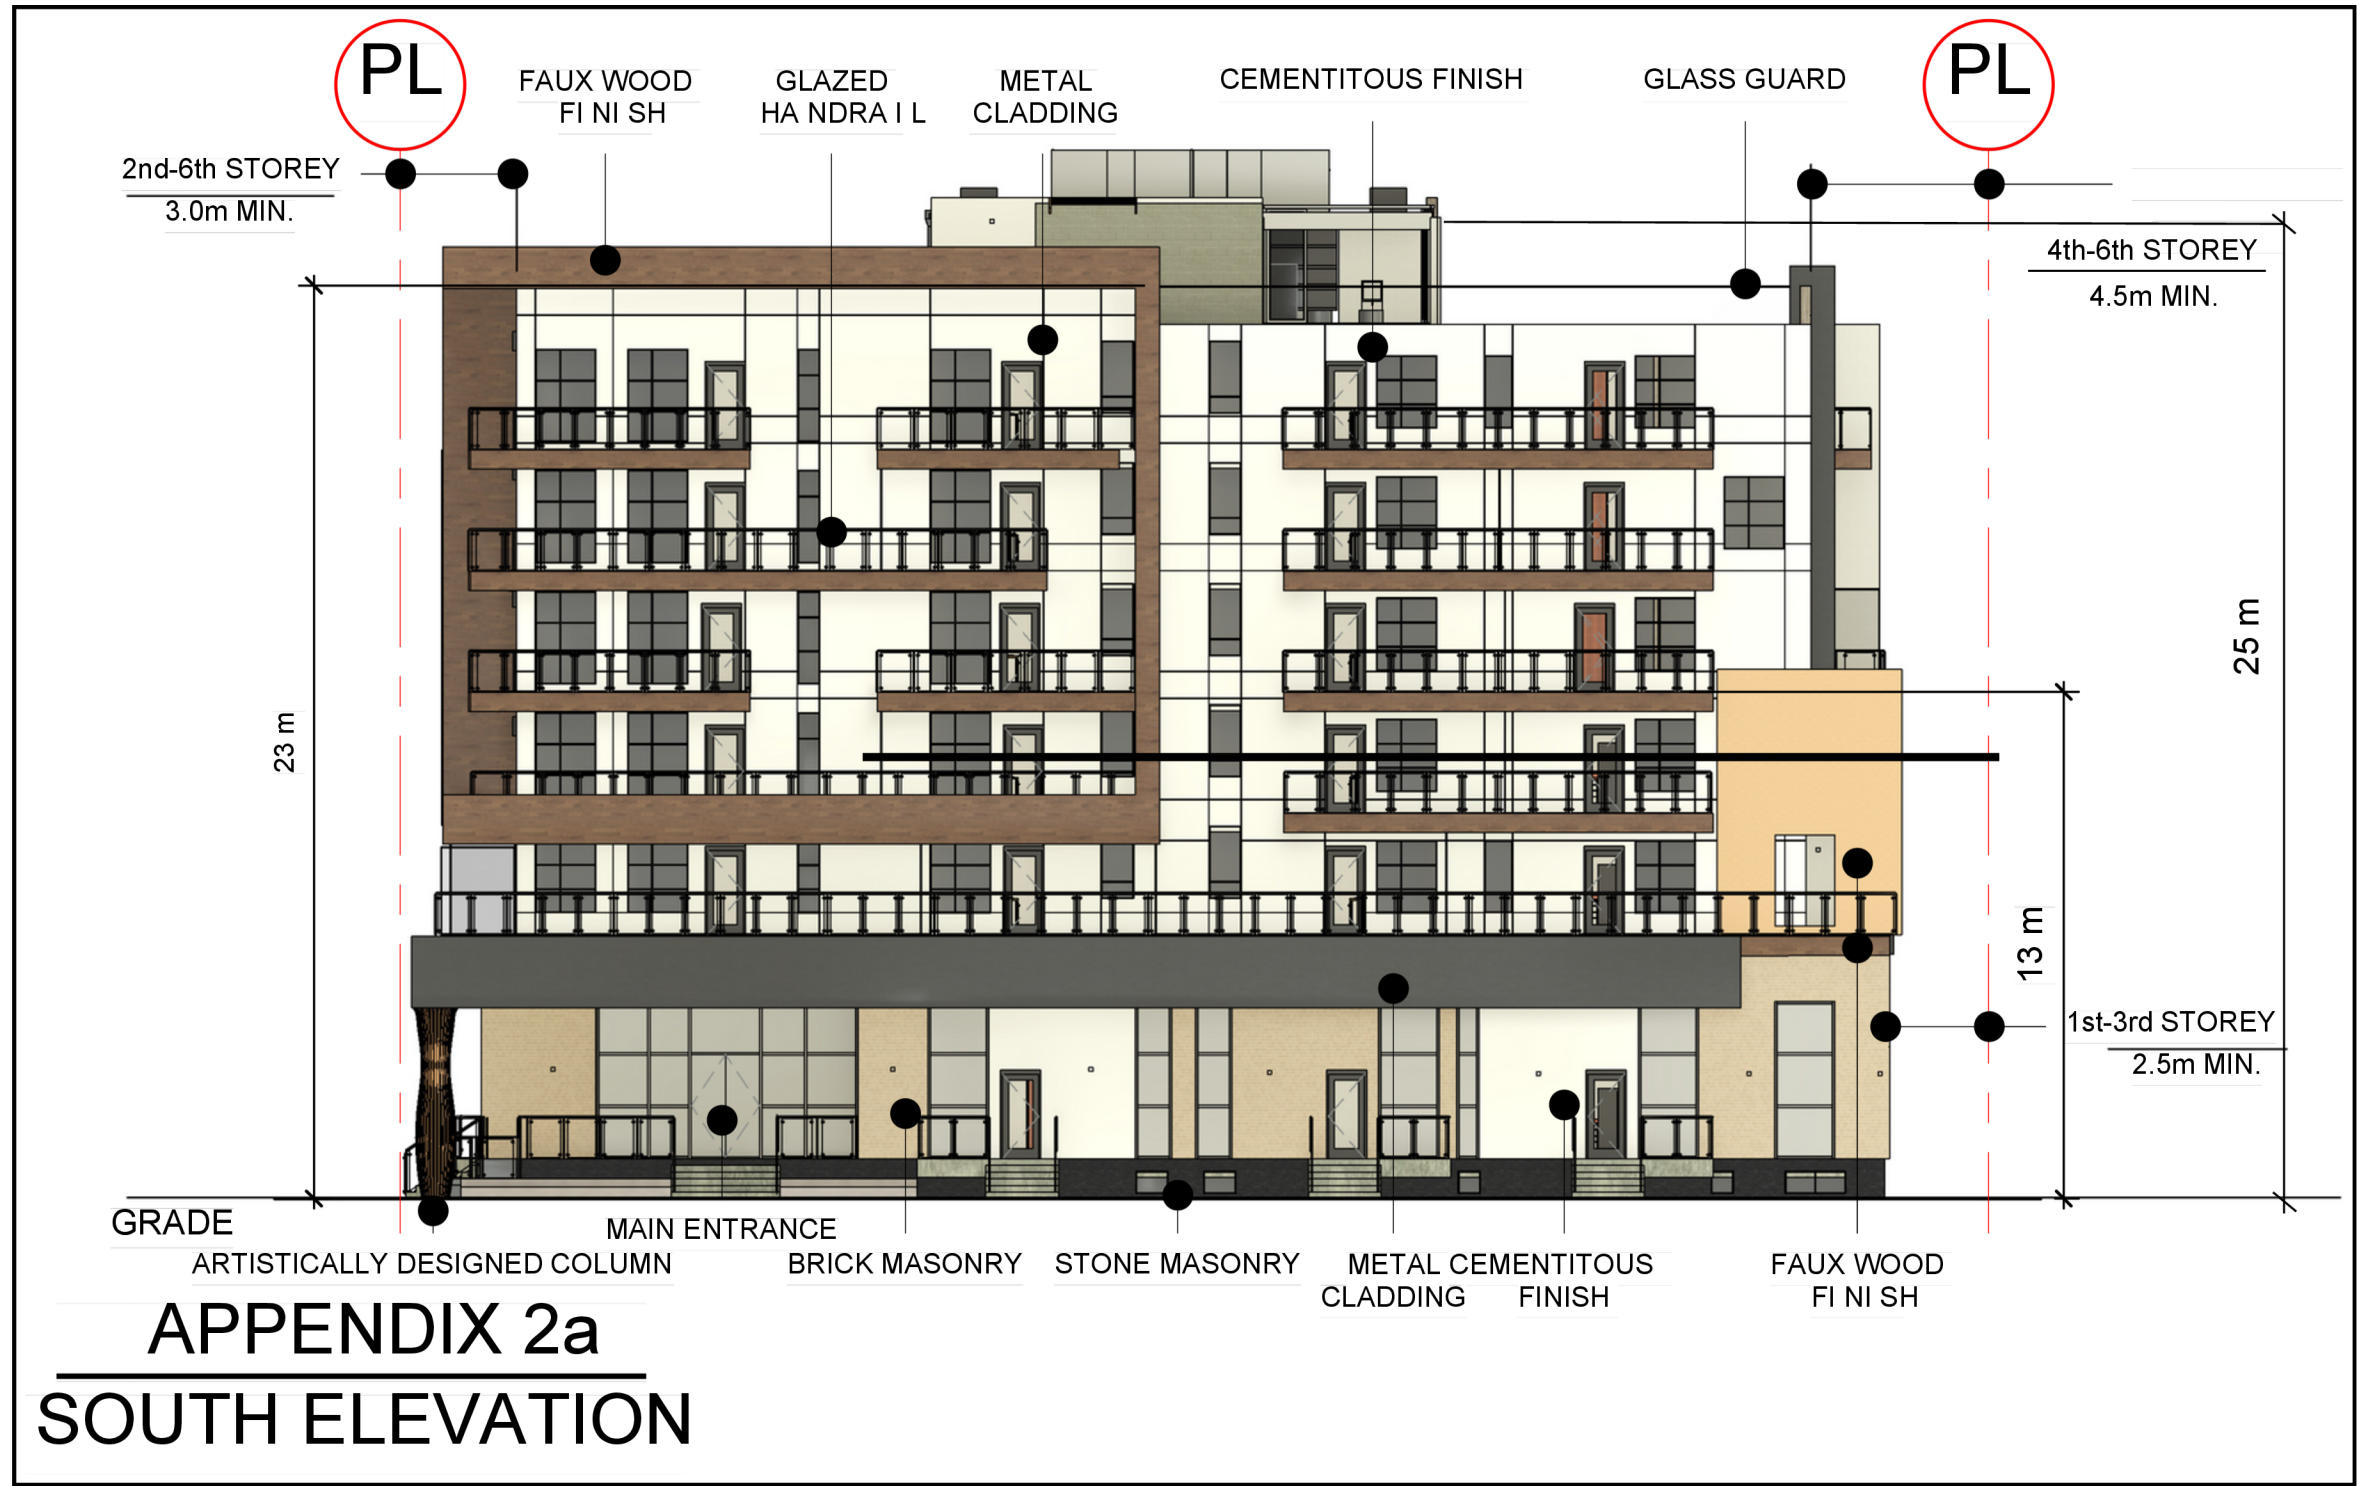 PL
PL
FAUX WOOD
FI NI SH
GLAZED
HA NDRA I L
METAL
CLADDING
CEMENTITOUS FINISH
GLASS GUARD
2nd-6th STOREY
3.0m MIN.
4th-6th STOREY
4.5m MIN.
25 m
23 m
13 m
1st-3rd STOREY
2.5m MIN.
GRADE
MAIN ENTRANCE
ARTISTICALLY DESIGNED COLUMN
BRICK MASONRY
STONE MASONRY
METAL
CLADDING
CEMENTITOUS
FINISH
FAUX WOOD
FI NI SH
APPENDIX 2a
SOUTH ELEVATION